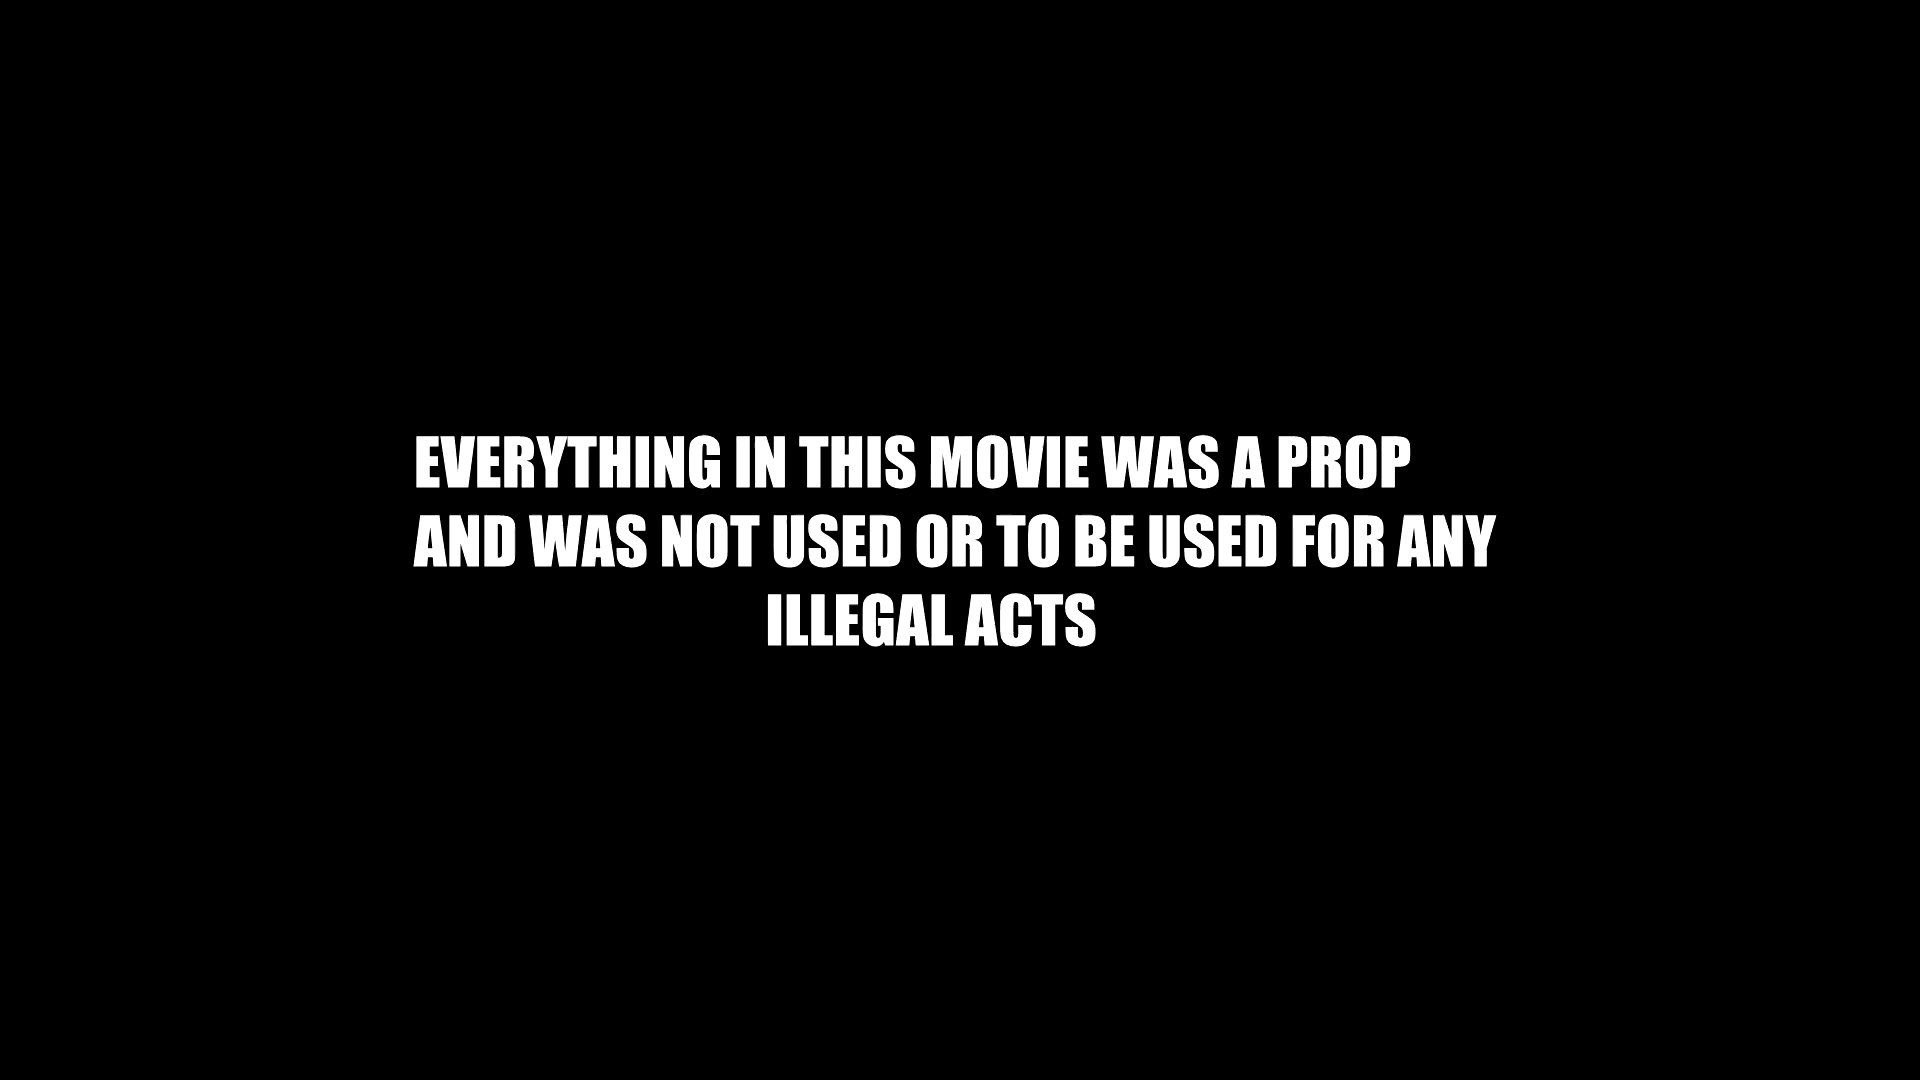 EVERYTHING IN THIS MOVIE WAS A PROP
AND WAS NOT USED OR TO BE USED FOR ANY
ILLEGAL ACTS